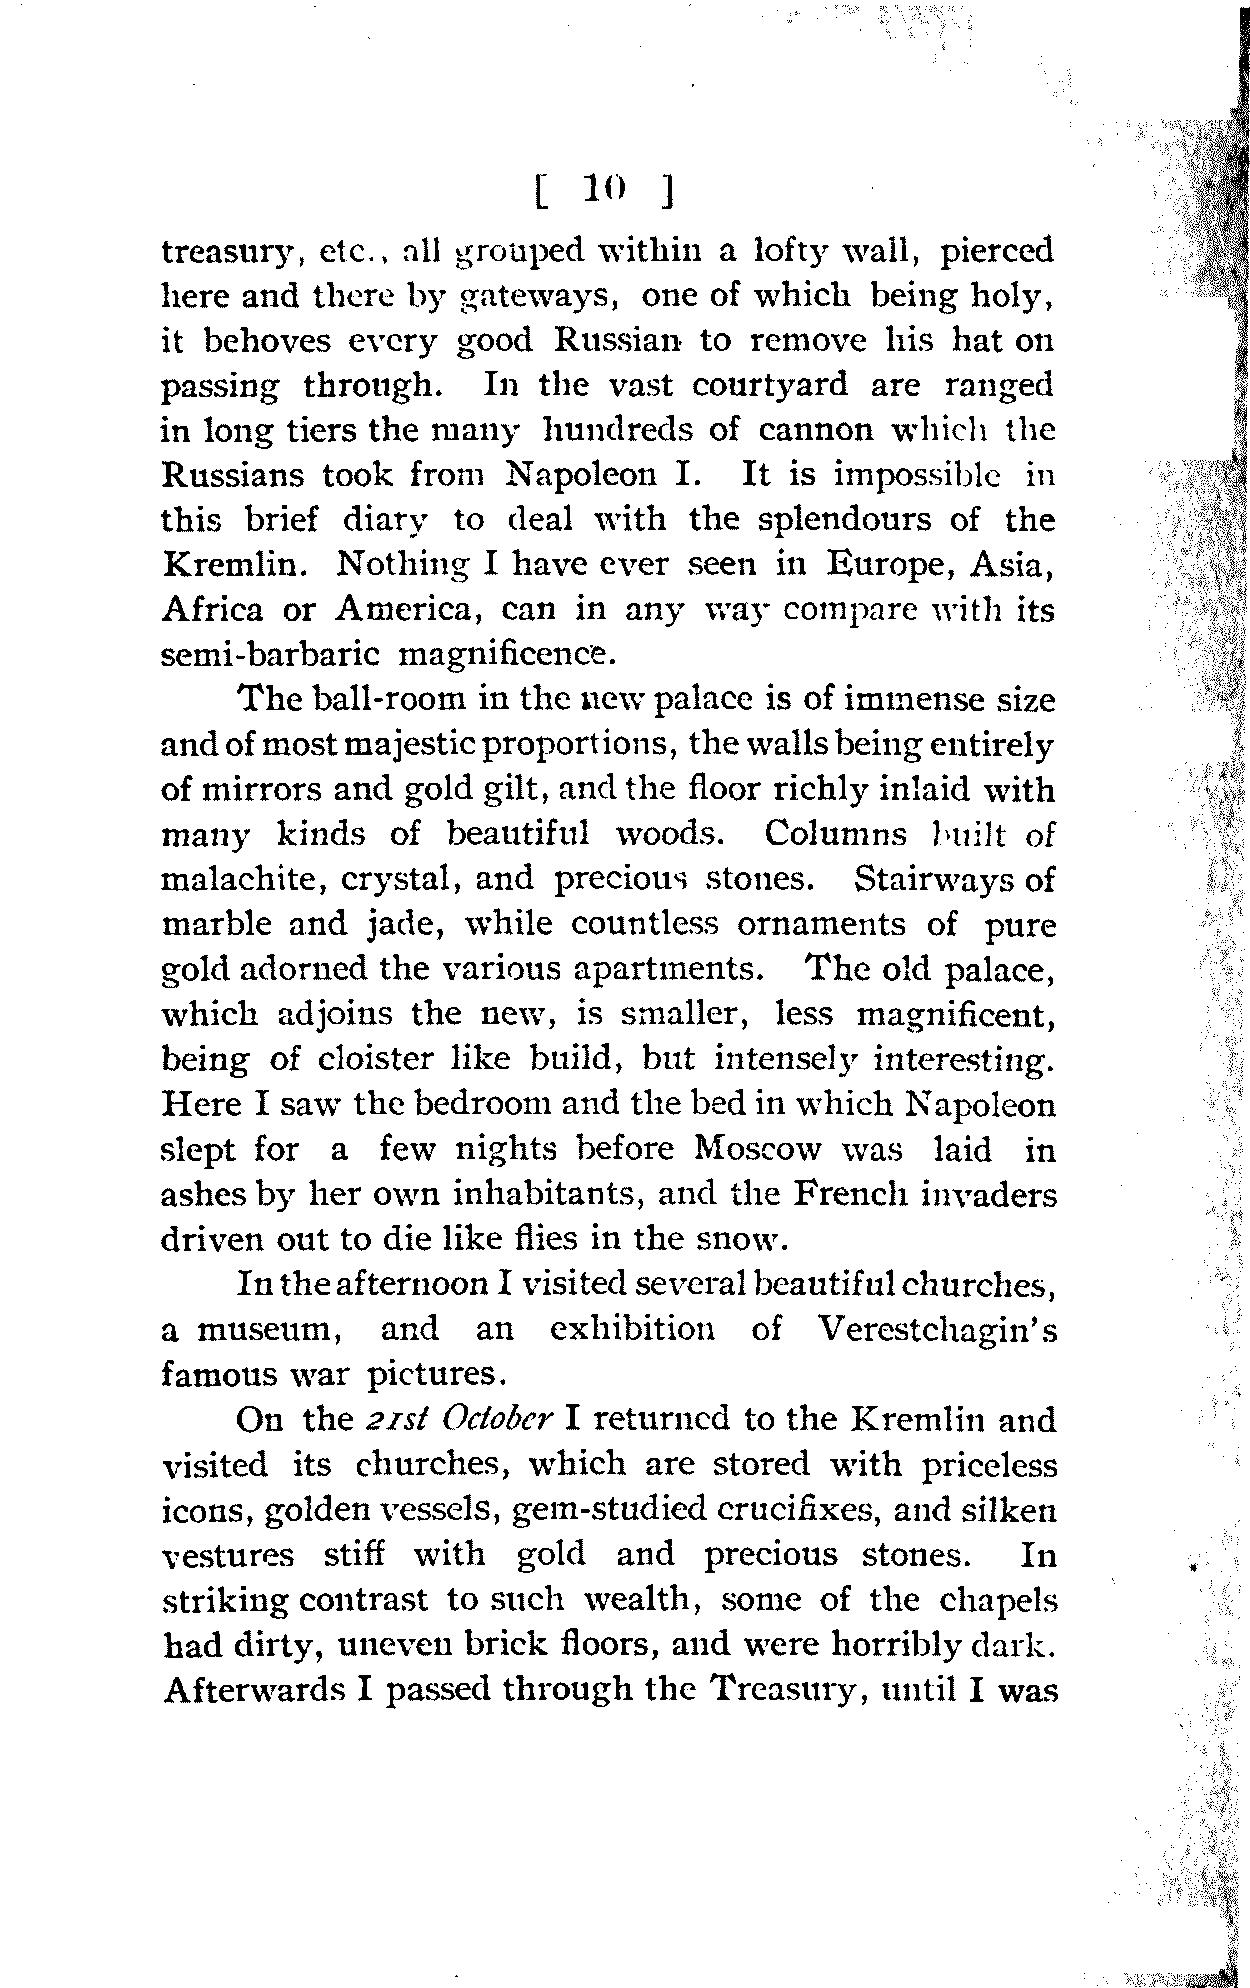 [ 10 ]
treasury, etc., all grouped within a lofty wall, pierced
here and there by gateways, one of which being holy,
it behoves every good Russian to remove his hat on
passing through. In the vast courtyard are ranged
in long tiers the many hundreds of cannon which the
Russians took from Napoleon I. It is impossible in
this brief diary to deal with the splendours of the
Kremlin. Nothing I have ever seen in Europe, Asia,
Africa or America, can in any way compare with its
semi-barbaric magnificence.
The ball-room in the new palace is of immense size
and of most majestic proportions, the walls being entirely
of mirrors and gold gilt, and the floor richly inlaid with
many kinds of beautiful woods. Columns built of
malachite, crystal, and precious stones. Stairways of
marble and jade, while countless ornaments of pure
gold adorned the various apartments. The old palace,
which adjoins the new, is smaller, less magnificent,
being of cloister like build, but intensely interesting.
Here I saw the bedroom and the bed in which Napoleon
slept for a few nights before Moscow was laid in
ashes by her own inhabitants, and the French invaders
driven out to die like flies in the snow.
In the afternoon I visited several beautiful churches,
a museum, and an exhibition of Verestchagin's
famous war pictures.
On the 21st October I returned to the Kremlin and
visited its churches, which are stored with priceless
icons, golden vessels, gem-studied crucifixes, and silken
vestures stiff with gold and precious stones. In
striking contrast to such wealth, some of the chapels
had dirty, uneven brick floors, and were horribly dark.
Afterwards I passed through the Treasury, until I was